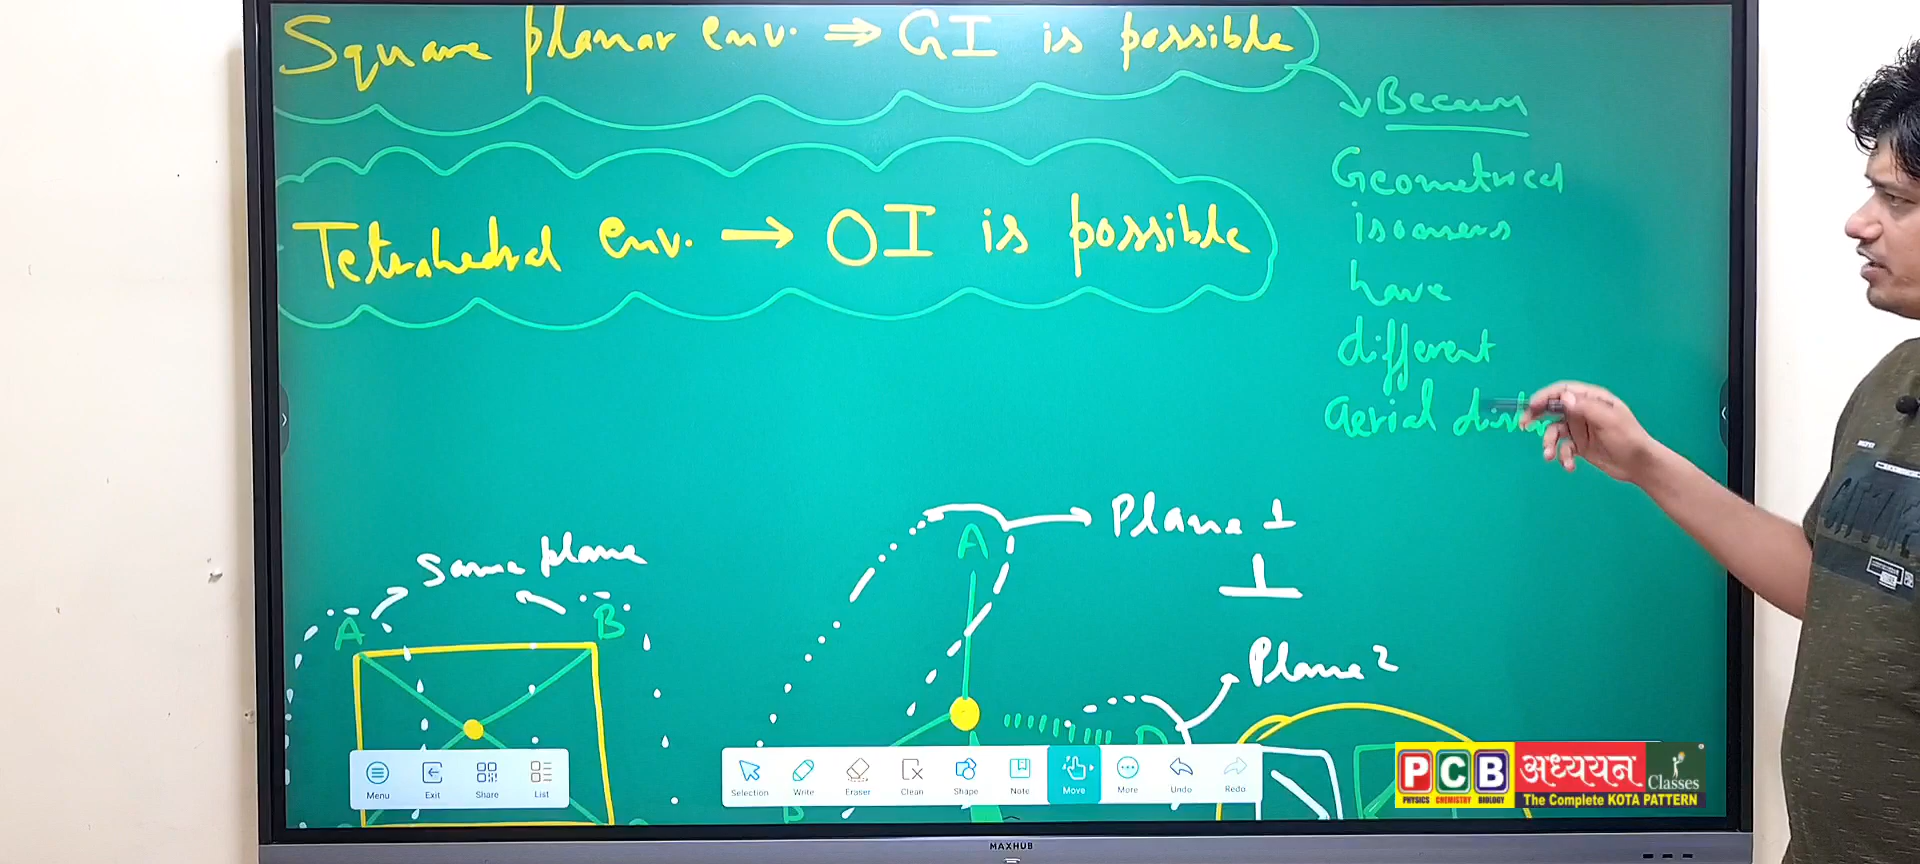 Square planar env. ⇒ GI is possible
Tetrahedral env. → OI is possible
Geometrical
isomers
have
different
aerial
Same plane
A
B
A
Plane 1
⊥
Plane 2
D
B
Menu
Exit
Share
List
Selection
Write
Eraser
Clean
Shape
Note
Move
More
Undo
Redo
PCB अध्ययन Classes
PHYSICS CHEMISTRY BIOLOGY
The Complete KOTA PATTERN
MAXHUB